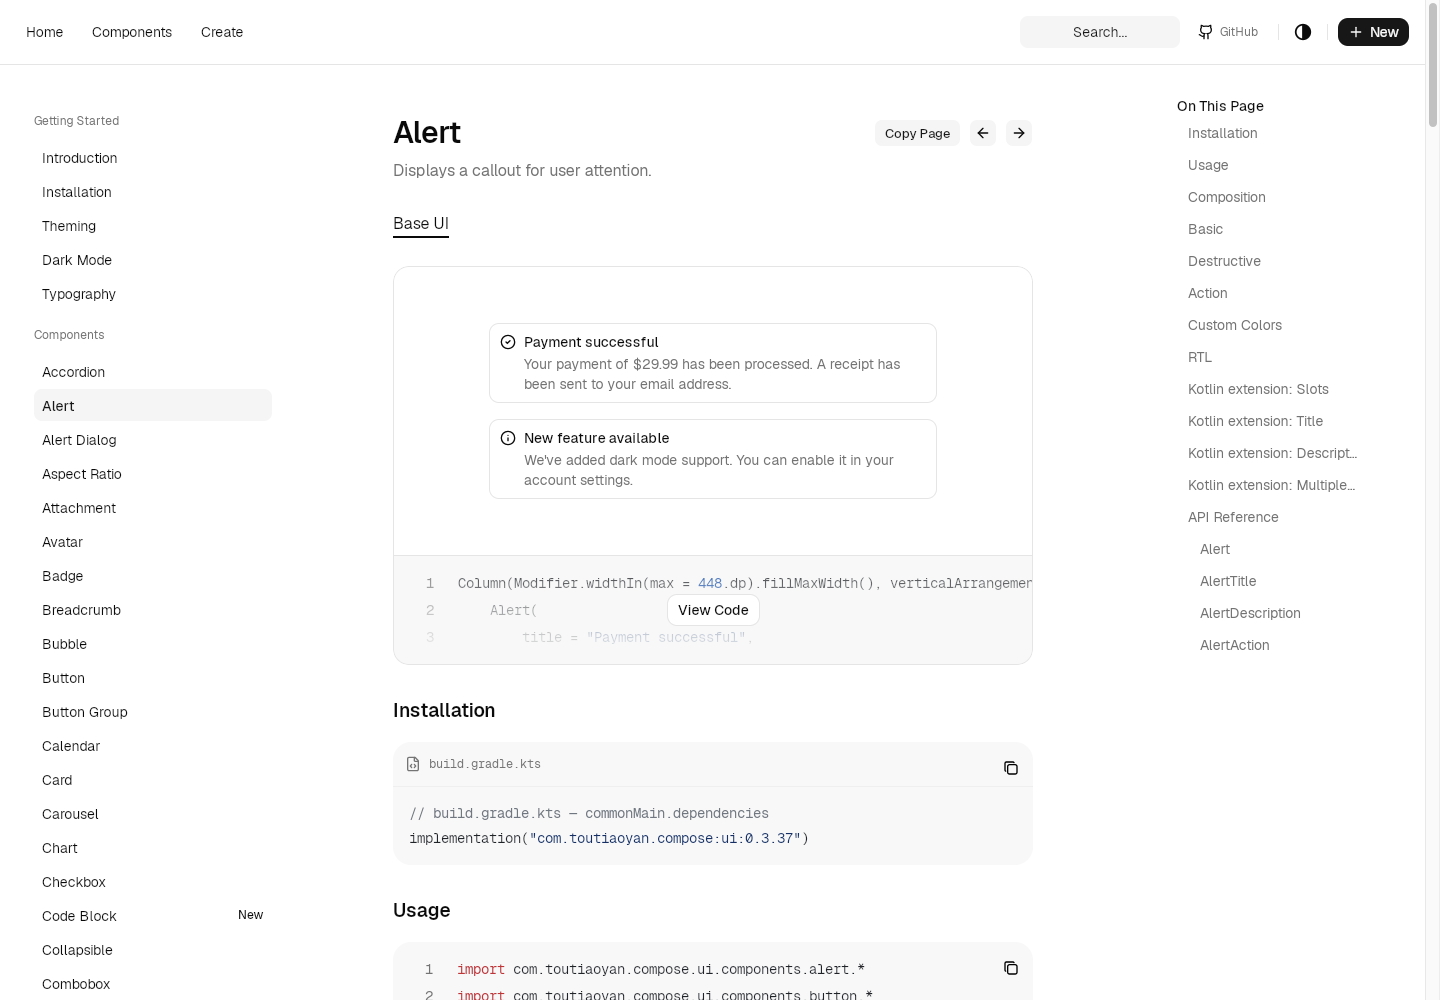 Home
Components
Create
Search...
GitHub
New
Getting Started
Introduction
Installation
Theming
Dark Mode
Typography
Components
Accordion
Alert
Alert Dialog
Aspect Ratio
Attachment
Avatar
Badge
Breadcrumb
Bubble
Button
Button Group
Calendar
Card
Carousel
Chart
Checkbox
Code Block New
Collapsible
Combobox
Alert
Copy Page
Displays a callout for user attention.
Base UI
Payment successful
Your payment of $29.99 has been processed. A receipt has
been sent to your email address.
New feature available
We've added dark mode support. You can enable it in your
account settings.
1 Column(Modifier.widthIn(max = 448.dp).fillMaxWidth(), verticalArrangemen
2 Alert(
View Code
3 title = "Payment successful",
Installation
build.gradle.kts
// build.gradle.kts — commonMain.dependencies
implementation("com.toutiaoyan.compose:ui:0.3.37")
Usage
1 import com.toutiaoyan.compose.ui.components.alert.*
2 import com.toutiaoyan.compose.ui.components.button.*
On This Page
Installation
Usage
Composition
Basic
Destructive
Action
Custom Colors
RTL
Kotlin extension: Slots
Kotlin extension: Title
Kotlin extension: Descript...
Kotlin extension: Multiple...
API Reference
Alert
AlertTitle
AlertDescription
AlertAction